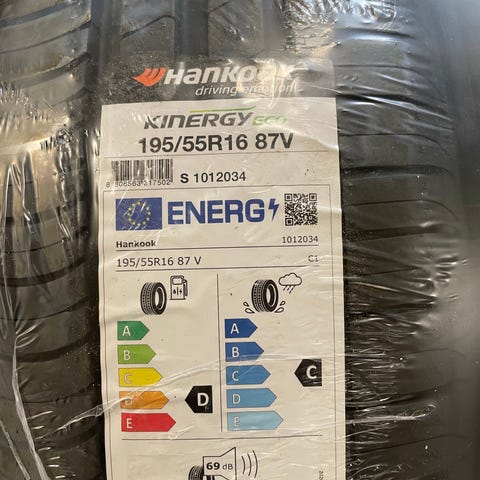 Hankook
driving emotion
KINERGY eco
195/55R16 87V
S 1012034
ENERG
Hankook 1012034
195/55R16 87 V C1
A A
B B
C C C
D D D
E E
69 dB